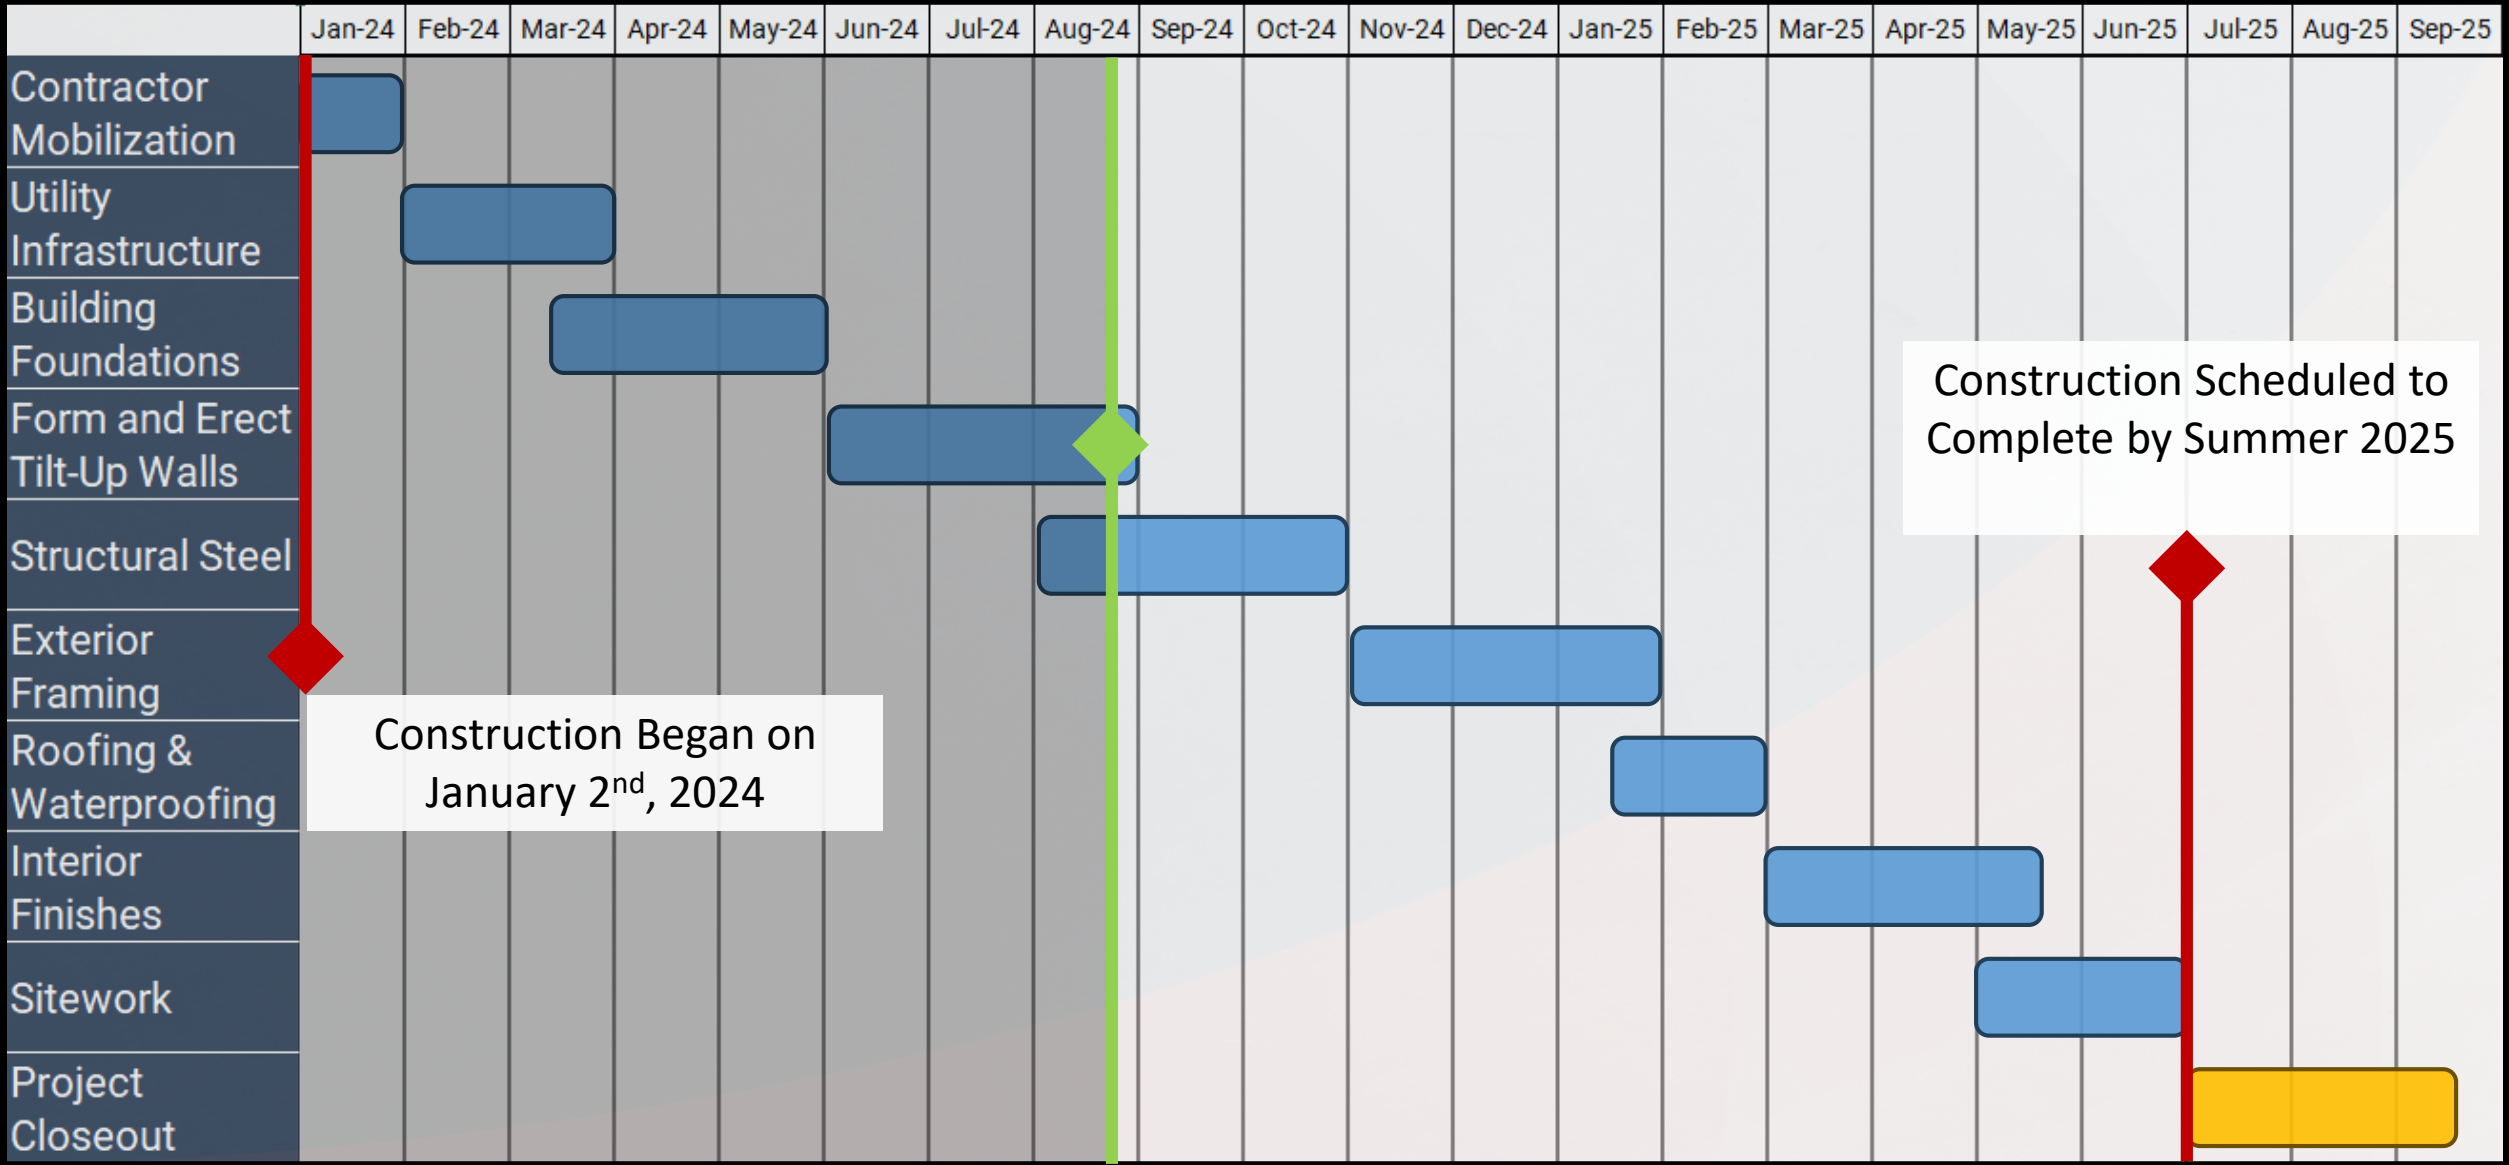 Jan-24 Feb-24 Mar-24 Apr-24 May-24 Jun-24 Jul-24 Aug-24 Sep-24 Oct-24 Nov-24 Dec-24 Jan-25 Feb-25 Mar-25 Apr-25 May-25 Jun-25 Jul-25 Aug-25 Sep-25
Contractor
Mobilization
Utility
Infrastructure
Building
Foundations
Form and Erect
Tilt-Up Walls
Structural Steel
Exterior
Framing
Roofing &
Waterproofing
Interior
Finishes
Sitework
Project
Closeout
Construction Began on
January 2nd, 2024
Construction Scheduled to
Complete by Summer 2025